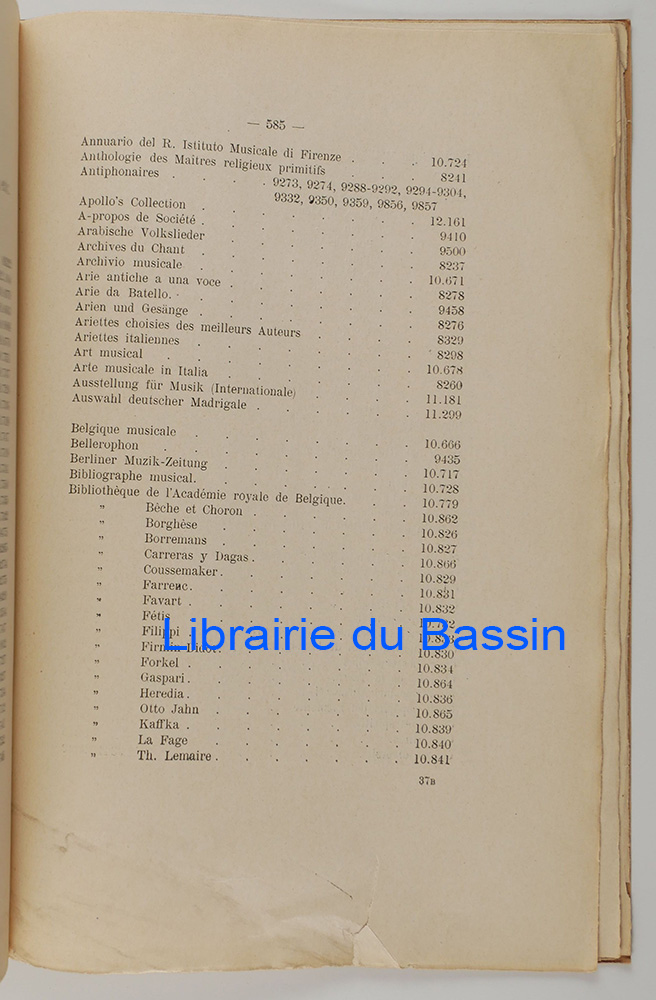 — 585 —
Annuario del R. Istituto Musicale di Firenze . . . 10.724
Anthologie des Maitres religieux primitifs . . . 8241
Antiphonaires . . . . 9273, 9274, 9288-9292, 9294-9304,
9332, 9350, 9359, 9856, 9857
Apollo's Collection . . . . . . . 12.161
A-propos de Société . . . . . . . 9410
Arabische Volkslieder . . . . . . . 9500
Archives du Chant . . . . . . . 8237
Archivio musicale . . . . . . . 10.671
Arie antiche a una voce . . . . . . . 8278
Arie da Batello . . . . . . . 9458
Arien und Gesänge . . . . . . . 8276
Ariettes choisies des meilleurs Auteurs . . . . 8329
Ariettes italiennes . . . . . . . 8298
Art musical . . . . . . . 10.678
Arte musicale in Italia . . . . . . . 8260
Ausstellung für Musik (Internationale) . . . . 11.181
Auswahl deutscher Madrigale . . . . . . 11.299
Belgique musicale . . . . . . . 10.666
Bellerophon . . . . . . . 9435
Berliner Muzik-Zeitung . . . . . . . 10.717
Bibliographe musical . . . . . . . 10.728
Bibliothèque de l'Académie royale de Belgique . . . 10.779
" Bêche et Choron . . . . . . 10.862
" Borghèse . . . . . . 10.826
" Borremans . . . . . . 10.827
" Carreras y Dagas . . . . . . 10.866
" Coussemaker . . . . . . 10.829
" Farrenc . . . . . . 10.831
" Favart . . . . . . 10.832
" Fétis
" Filippi
Librairie du Bassin
" Firmin Didot . . . . . . 10.830
" Forkel . . . . . . 10.834
" Gaspari . . . . . . 10.864
" Heredia . . . . . . 10.836
" Otto Jahn . . . . . . 10.865
" Kaffka . . . . . . 10.839
" La Fage . . . . . . 10.840
" Th. Lemaire . . . . . . 10.841
37B